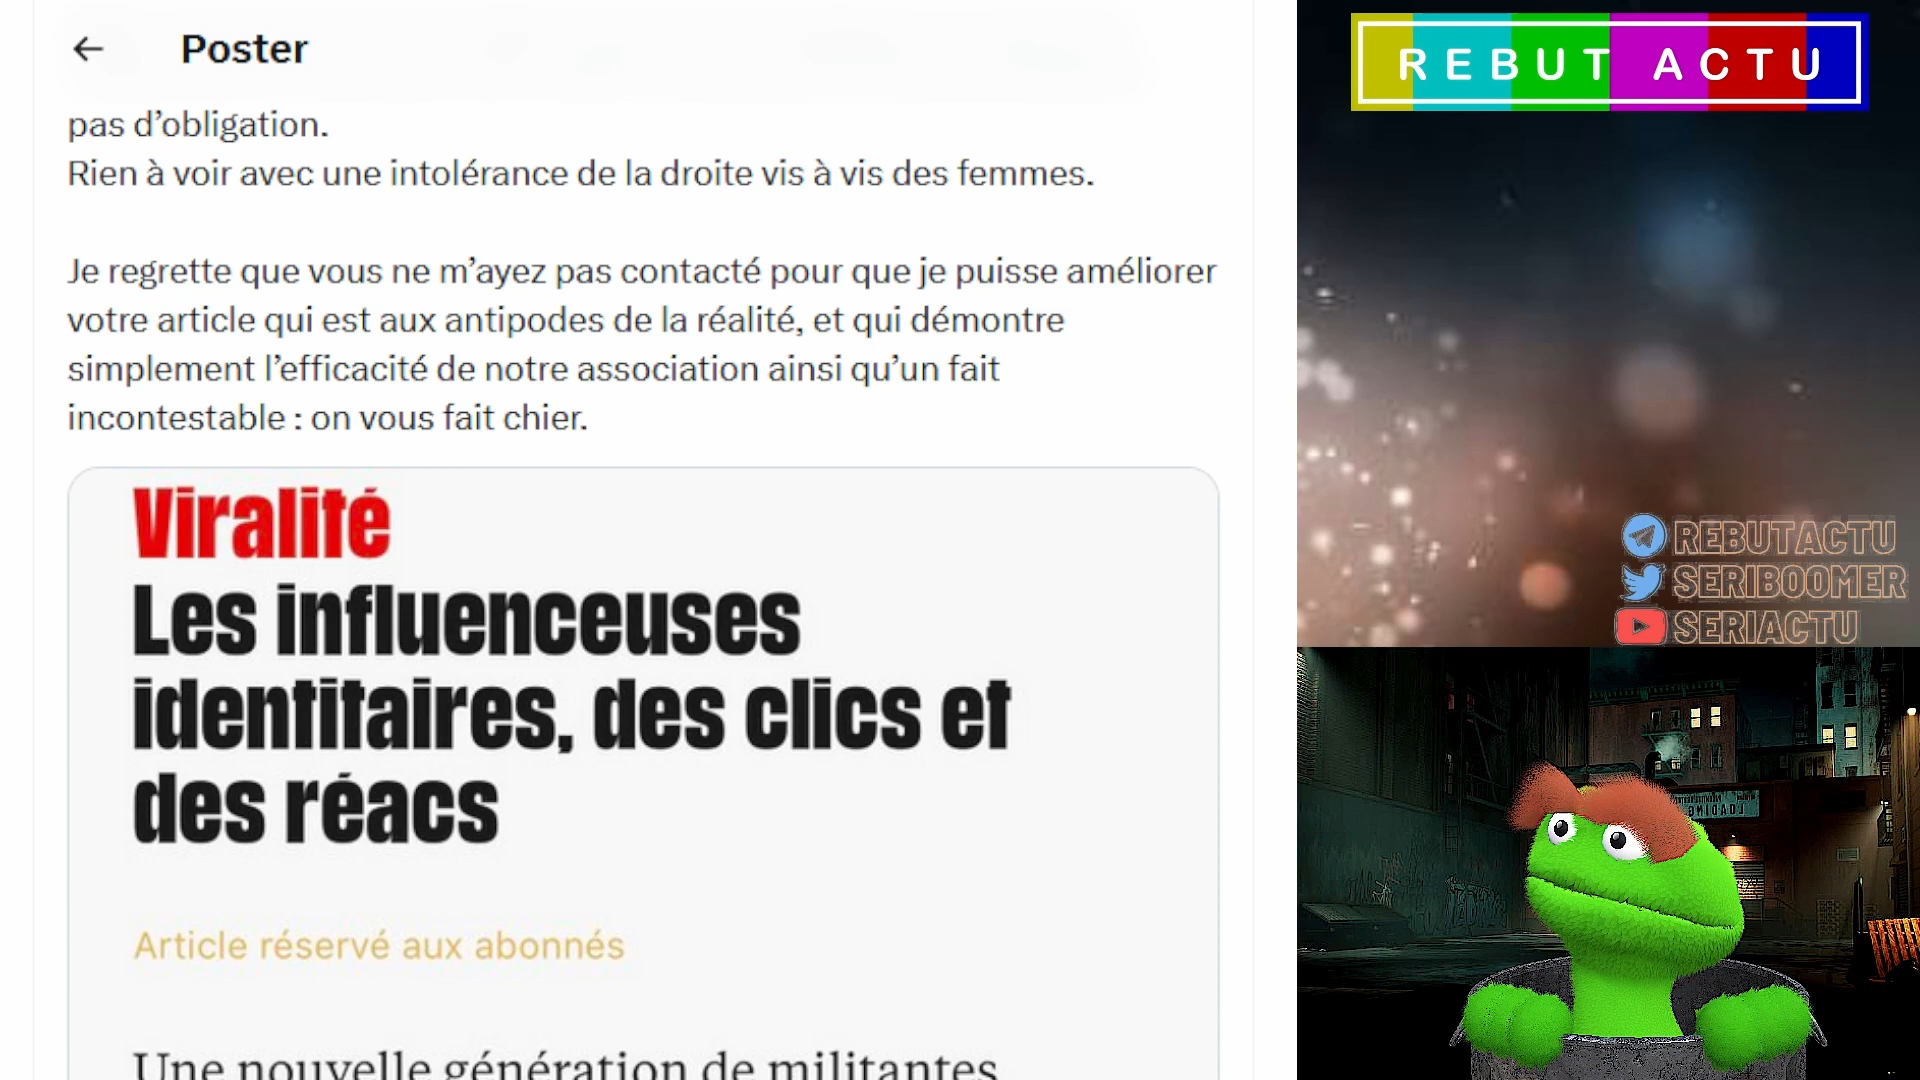 Poster
pas d’obligation.
Rien à voir avec une intolérance de la droite vis à vis des femmes.
Je regrette que vous ne m’ayez pas contacté pour que je puisse améliorer
votre article qui est aux antipodes de la réalité, et qui démontre
simplement l’efficacité de notre association ainsi qu’un fait
incontestable : on vous fait chier.
Viralité
Les influenceuses
identitaires, des clics et
des réacs
Article réservé aux abonnés
Une nouvelle génération de militantes
REBUT ACTU
REBUTACTU
SERIBOOMER
SERIACTU